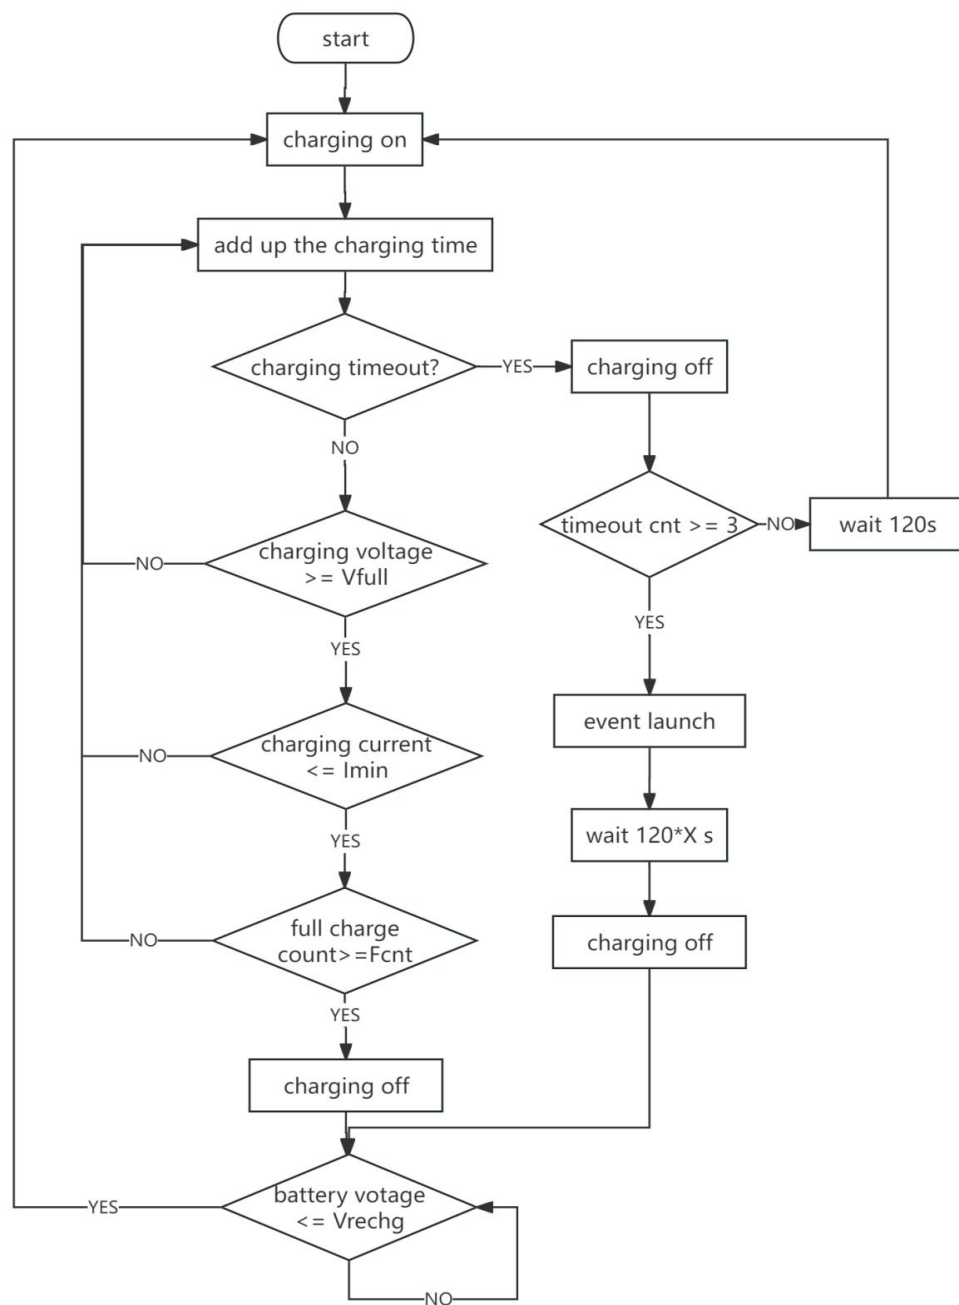 start
charging on
add up the charging time
charging timeout?
YES
charging off
NO
timeout cnt >= 3
NO
wait 120s
charging voltage
>= Vfull
NO
YES
YES
event launch
charging current
<= Imin
NO
YES
wait 120*X s
full charge
count>=Fcnt
NO
YES
charging off
charging off
battery votage
<= Vrechg
YES
NO